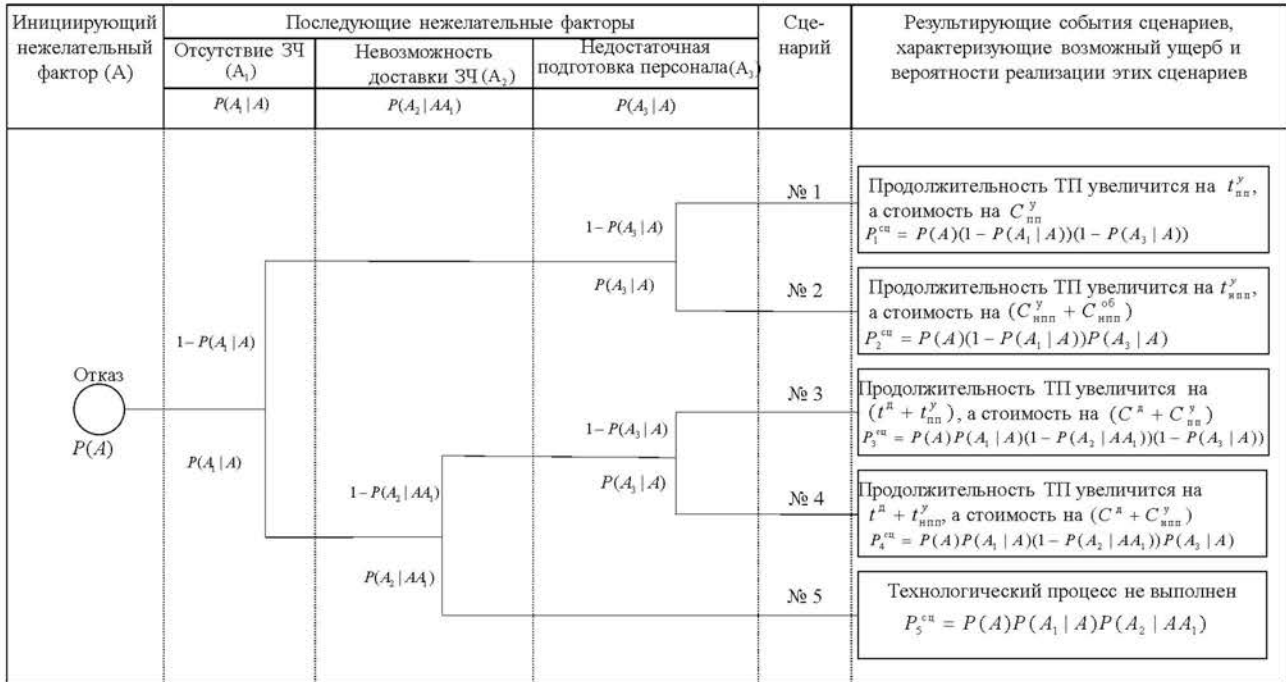 Инициирующий
нежелательный
фактор (А)
Последующие нежелательные факторы
Отсутствие ЗЧ
(А₁)
Невозможность
доставки ЗЧ (А₂)
Недостаточная
подготовка персонала(А₃)
P(A₁ | A)
P(A₂ | AA₁)
P(A₃ | A)
Сце-
нарий
Результирующие события сценариев,
характеризующие возможный ущерб и
вероятности реализации этих сценариев
Отказ
P(A)
1 – P(A₁ | A)
P(A₁ | A)
1 – P(A₂ | AA₁)
P(A₂ | AA₁)
1 – P(A₃ | A)
P(A₃ | A)
1 – P(A₃ | A)
P(A₃ | A)
№ 1
Продолжительность ТП увеличится на t^у_пп,
а стоимость на C^у_пп
P₁^сц = P(A)(1 – P(A₁ | A))(1 – P(A₃ | A))
№ 2
Продолжительность ТП увеличится на t^у_нпп,
а стоимость на (C^у_нпп + C^об_нпп)
P₂^сц = P(A)(1 – P(A₁ | A))P(A₃ | A)
№ 3
Продолжительность ТП увеличится на
(t^д + t^у_пп), а стоимость на (C^д + C^у_пп)
P₃^сц = P(A)P(A₁ | A)(1 – P(A₂ | AA₁))(1 – P(A₃ | A))
№ 4
Продолжительность ТП увеличится на
t^д + t^у_нпп, а стоимость на (C^д + C^у_нпп)
P₄^сц = P(A)P(A₁ | A)(1 – P(A₂ | AA₁))P(A₃ | A)
№ 5
Технологический процесс не выполнен
P₅^сц = P(A)P(A₁ | A)P(A₂ | AA₁)